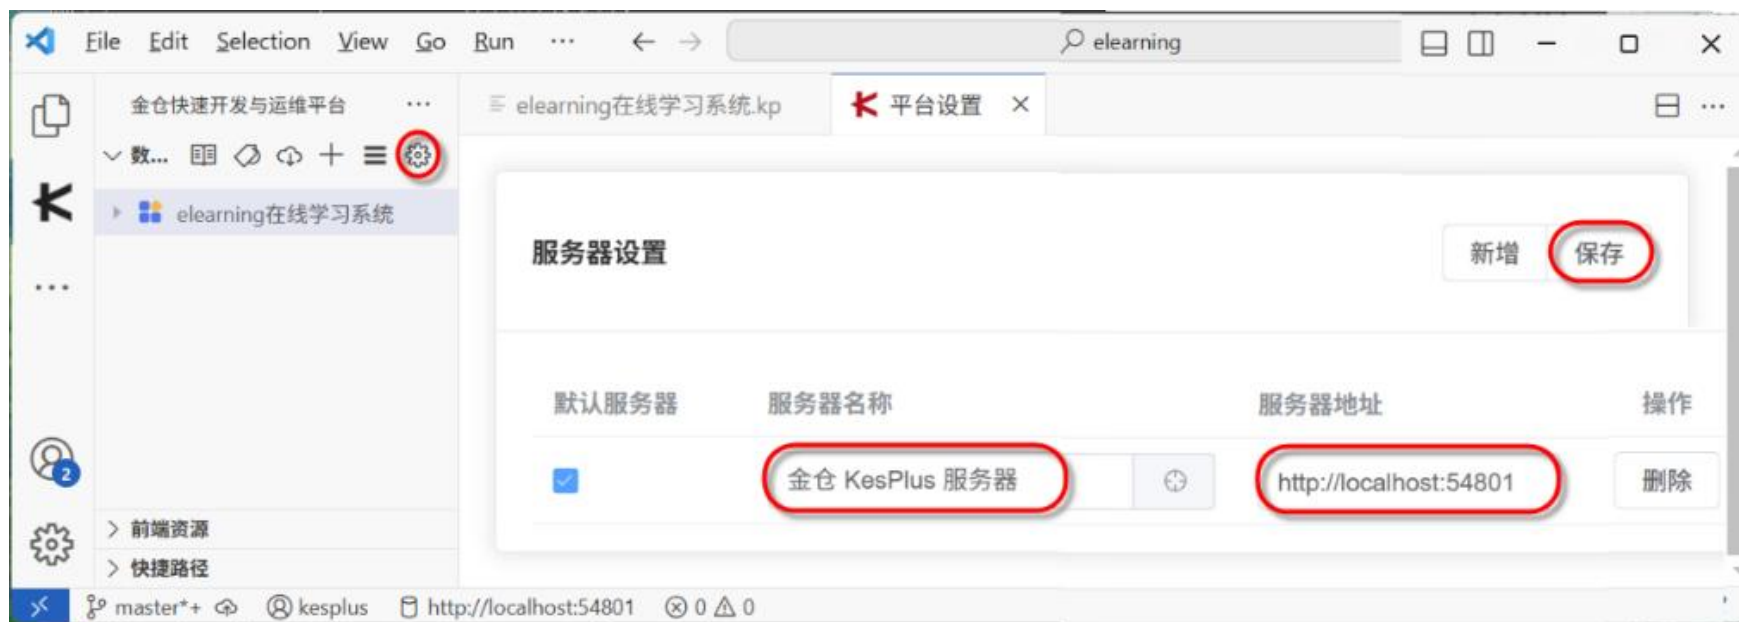 File Edit Selection View Go Run ··· elearning
金仓快速开发与运维平台 ···
elearning在线学习系统.kp 平台设置
数...
elearning在线学习系统
服务器设置 新增 保存
默认服务器 服务器名称 服务器地址 操作
金仓 KesPlus 服务器 http://localhost:54801 删除
2
前端资源
快捷路径
master*+ kesplus http://localhost:54801 0 0